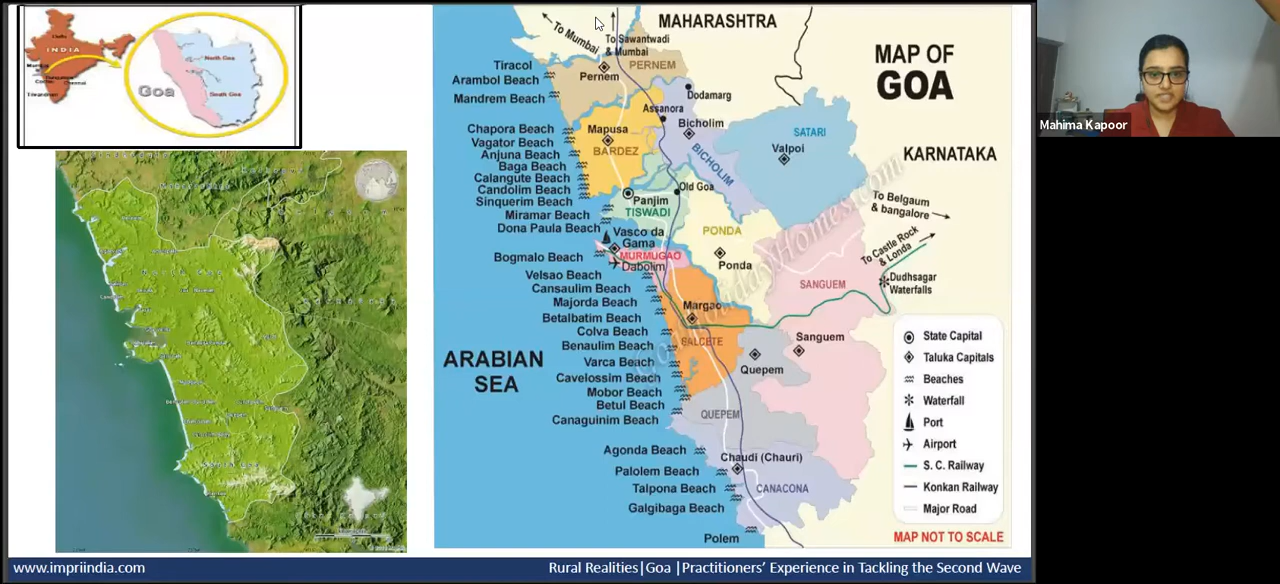 INDIA
North Goa
South Goa
Goa
MAHARASHTRA
To Mumbai
To Sawantwadi
& Mumbai
MAP OF
GOA
Tiracol
Pernem
PERNEM
Arambol Beach
Dodamarg
Mandrem Beach
Assanora
Bicholim
Chapora Beach
Mapusa
SATARI
Vagator Beach
Valpoi
Anjuna Beach
BARDEZ
BICHOLIM
KARNATAKA
Baga Beach
Calangute Beach
Candolim Beach
Old Goa
Sinquerim Beach
Panjim
To Belgaum
& bangalore
Miramar Beach
TISWADI
Dona Paula Beach
Vasco da
Gama
PONDA
To Castle Rock
& Londa
Bogmalo Beach
MURMUGAO
Dabolim
Ponda
Velsao Beach
Dudhsagar
Waterfalls
Cansaulim Beach
SANGUEM
Majorda Beach
Margao
Betalbatim Beach
Colva Beach
SALCETE
Sanguem
Benaulim Beach
Varca Beach
Quepem
ARABIAN
SEA
Cavelossim Beach
Mobor Beach
Betul Beach
QUEPEM
Canaguinim Beach
Agonda Beach
Chaudi (Chauri)
Palolem Beach
Talpona Beach
CANACONA
Galgibaga Beach
Polem
State Capital
Taluka Capitals
Beaches
Waterfall
Port
Airport
S. C. Railway
Konkan Railway
Major Road
MAP NOT TO SCALE
www.impriindia.com
Rural Realities|Goa |Practitioners' Experience in Tackling the Second Wave
Mahima Kapoor